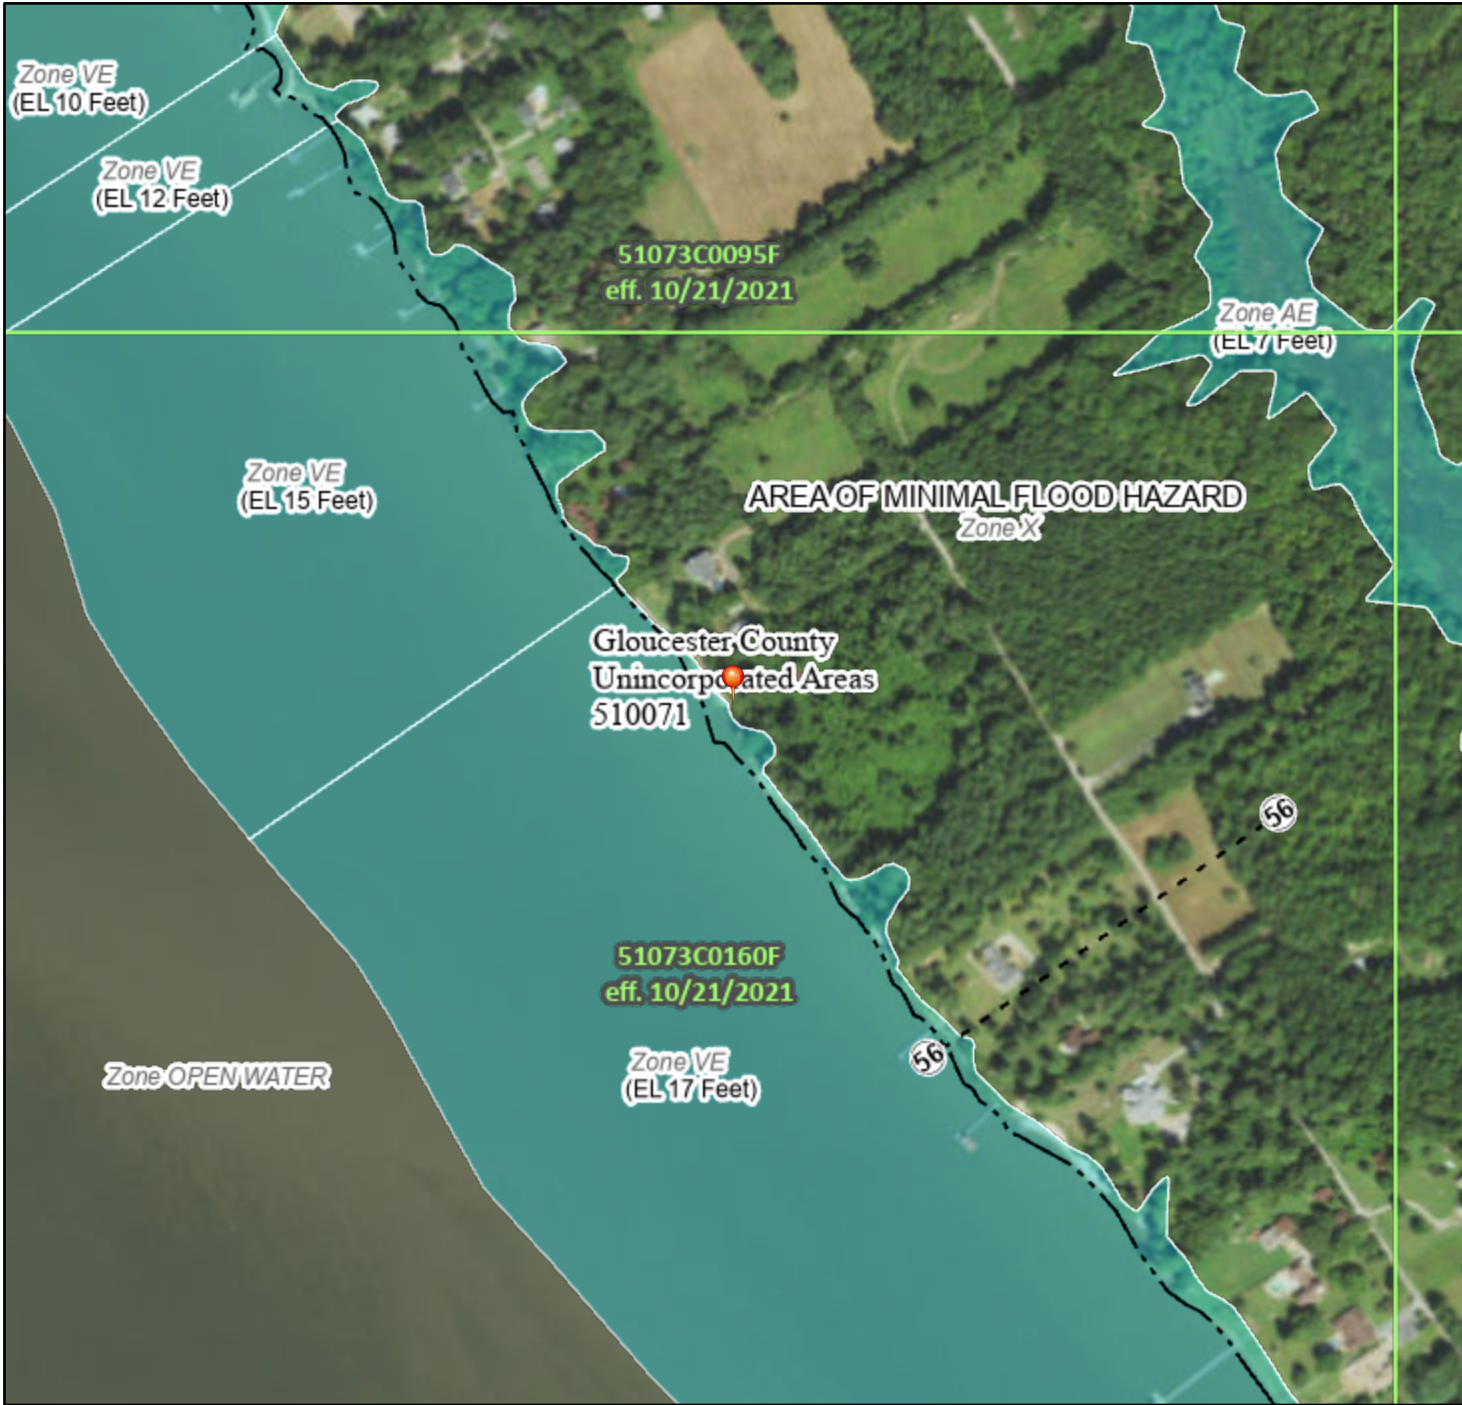 Zone VE
(EL 10 Feet)
Zone VE
(EL 12 Feet)
51073C0095F
eff. 10/21/2021
Zone AE
(EL 7 Feet)
Zone VE
(EL 15 Feet)
AREA OF MINIMAL FLOOD HAZARD
Zone X
Gloucester County
Unincorporated Areas
510071
56
51073C0160F
eff. 10/21/2021
56
Zone VE
(EL 17 Feet)
Zone OPEN WATER